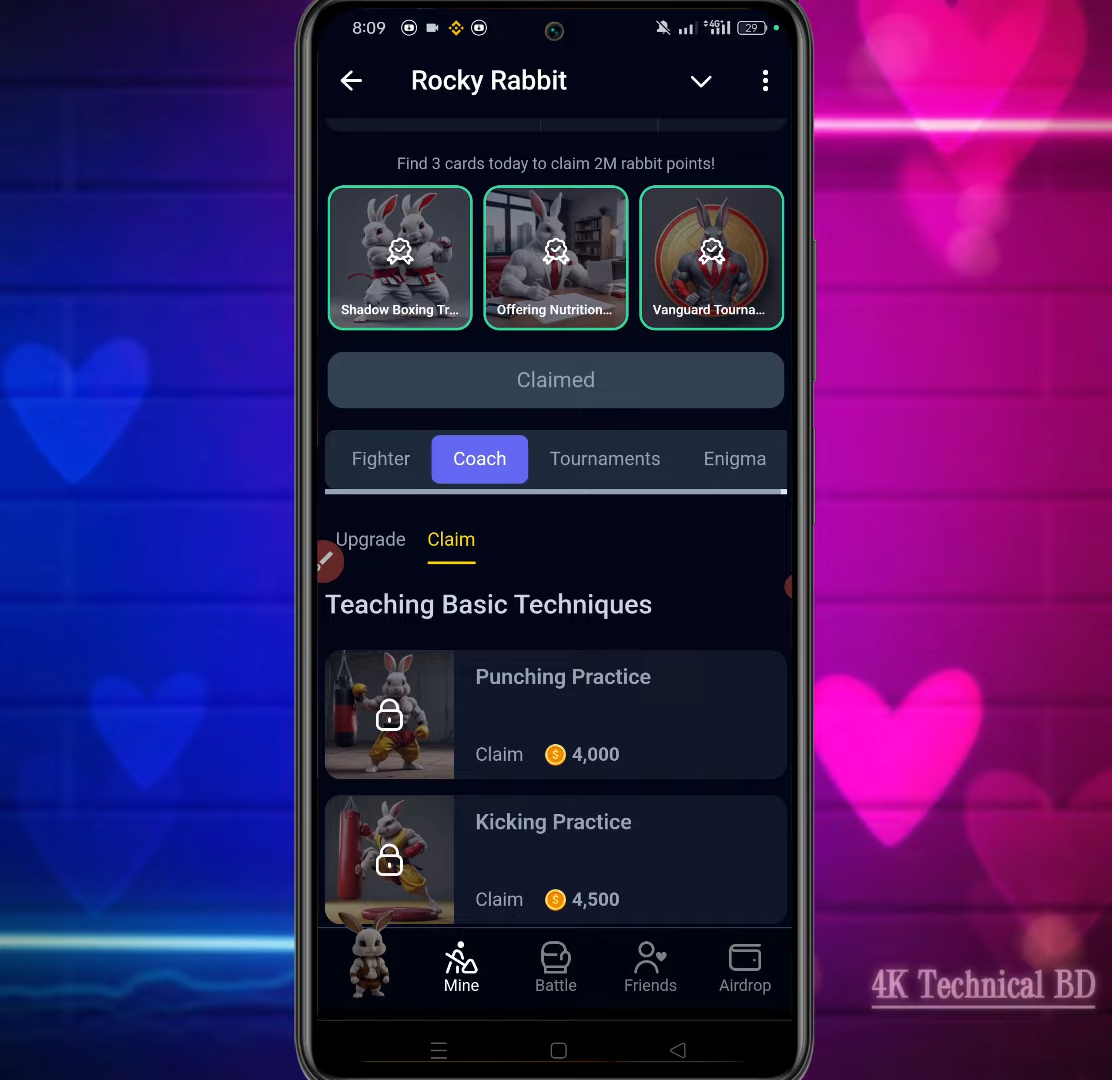 8:09
4G+
29
Rocky Rabbit
Find 3 cards today to claim 2M rabbit points!
Shadow Boxing Tr...
Offering Nutrition...
Vanguard Tourna...
Claimed
Fighter Coach Tournaments Enigma
Upgrade Claim
Teaching Basic Techniques
Punching Practice
Claim 4,000
Kicking Practice
Claim 4,500
Mine Battle Friends Airdrop
4K Technical BD